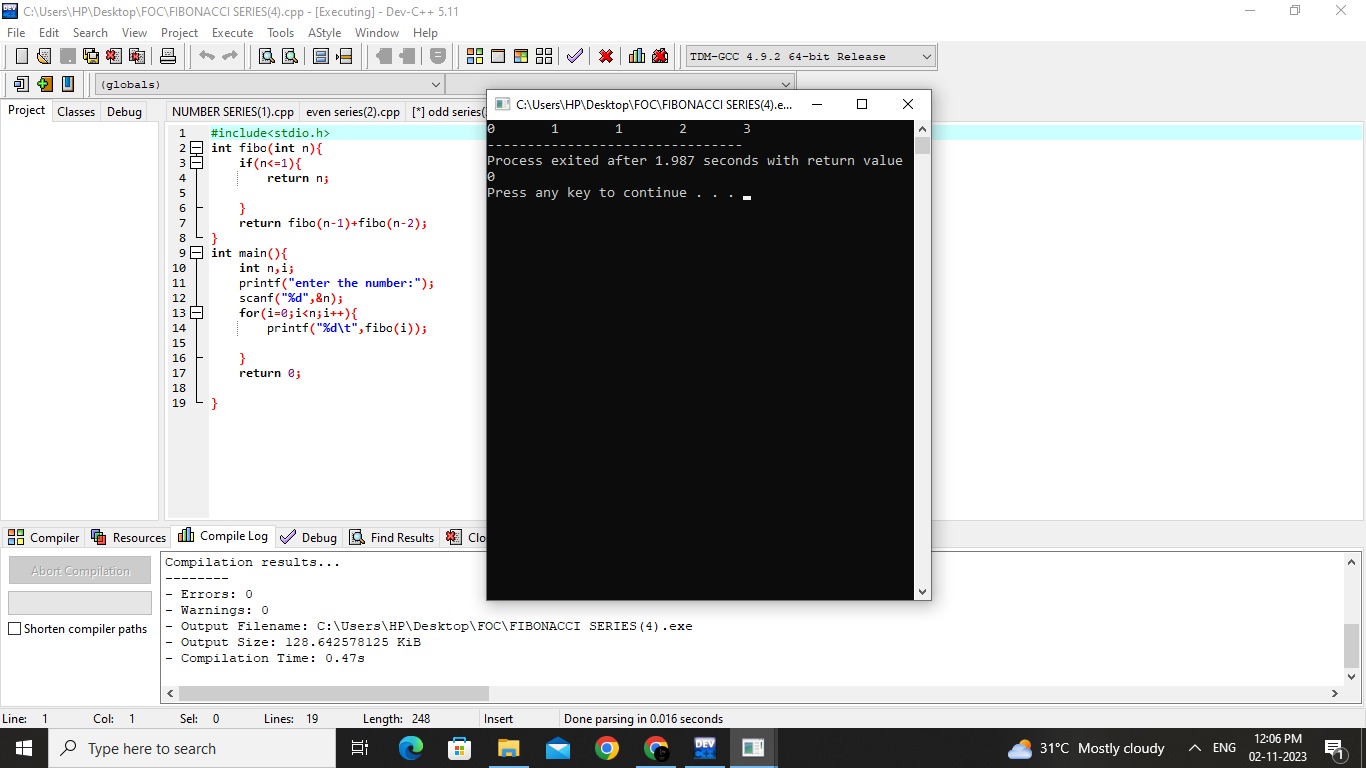 C:\Users\HP\Desktop\FOC\FIBONACCI SERIES(4).cpp - [Executing] - Dev-C++ 5.11
File Edit Search View Project Execute Tools AStyle Window Help
TDM-GCC 4.9.2 64-bit Release
(globals)
Project Classes Debug
NUMBER SERIES(1).cpp even series(2).cpp [*] odd series(
1 #include<stdio.h>
2 int fibo(int n){
3 if(n<=1){
4 return n;
5
6 }
7 return fibo(n-1)+fibo(n-2);
8 }
9 int main(){
10 int n,i;
11 printf("enter the number:");
12 scanf("%d",&n);
13 for(i=0;i<n;i++){
14 printf("%d\t",fibo(i));
15
16 }
17 return 0;
18
19 }
C:\Users\HP\Desktop\FOC\FIBONACCI SERIES(4).e...
0 1 1 2 3
--------------------------------
Process exited after 1.987 seconds with return value
0
Press any key to continue . . .
Compiler Resources Compile Log Debug Find Results Clo
Abort Compilation
Shorten compiler paths
Compilation results...
--------
- Errors: 0
- Warnings: 0
- Output Filename: C:\Users\HP\Desktop\FOC\FIBONACCI SERIES(4).exe
- Output Size: 128.642578125 KiB
- Compilation Time: 0.47s
Line: 1 Col: 1 Sel: 0 Lines: 19 Length: 248 Insert Done parsing in 0.016 seconds
Type here to search
DEV
31°C Mostly cloudy
ENG
12:06 PM
02-11-2023
1